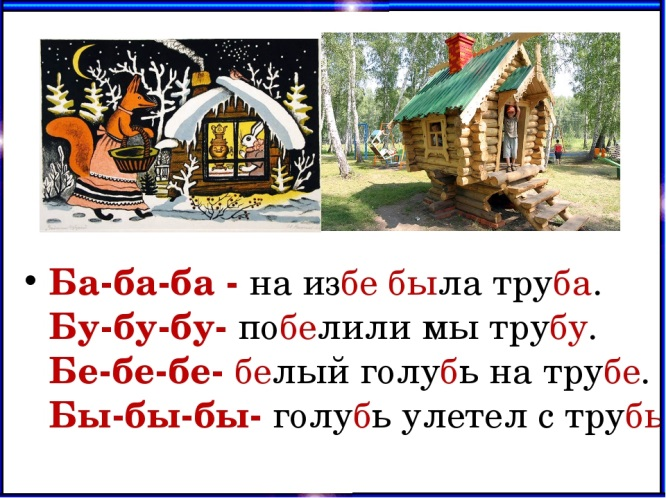 • Ба-ба-ба - на избе была труба.
Бу-бу-бу- побелили мы трубу.
Бе-бе-бе- белый голубь на трубе.
Бы-бы-бы- голубь улетел с трубы